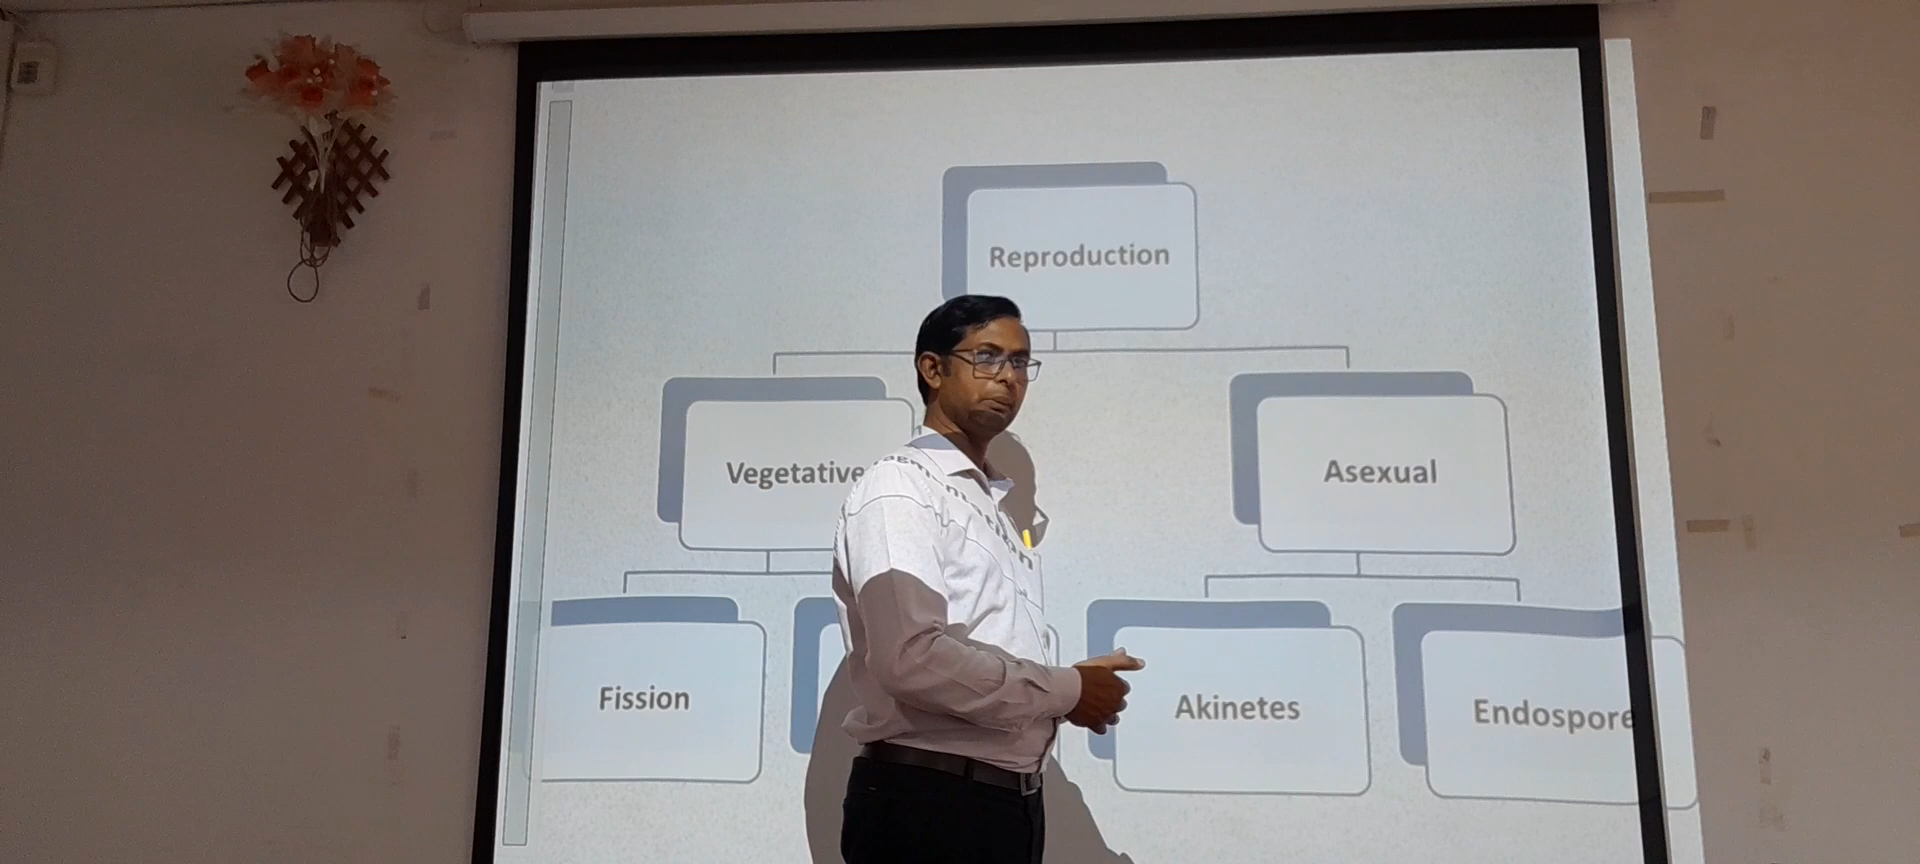 Reproduction
Vegetative
Asexual
Fission
Akinetes
Endospore